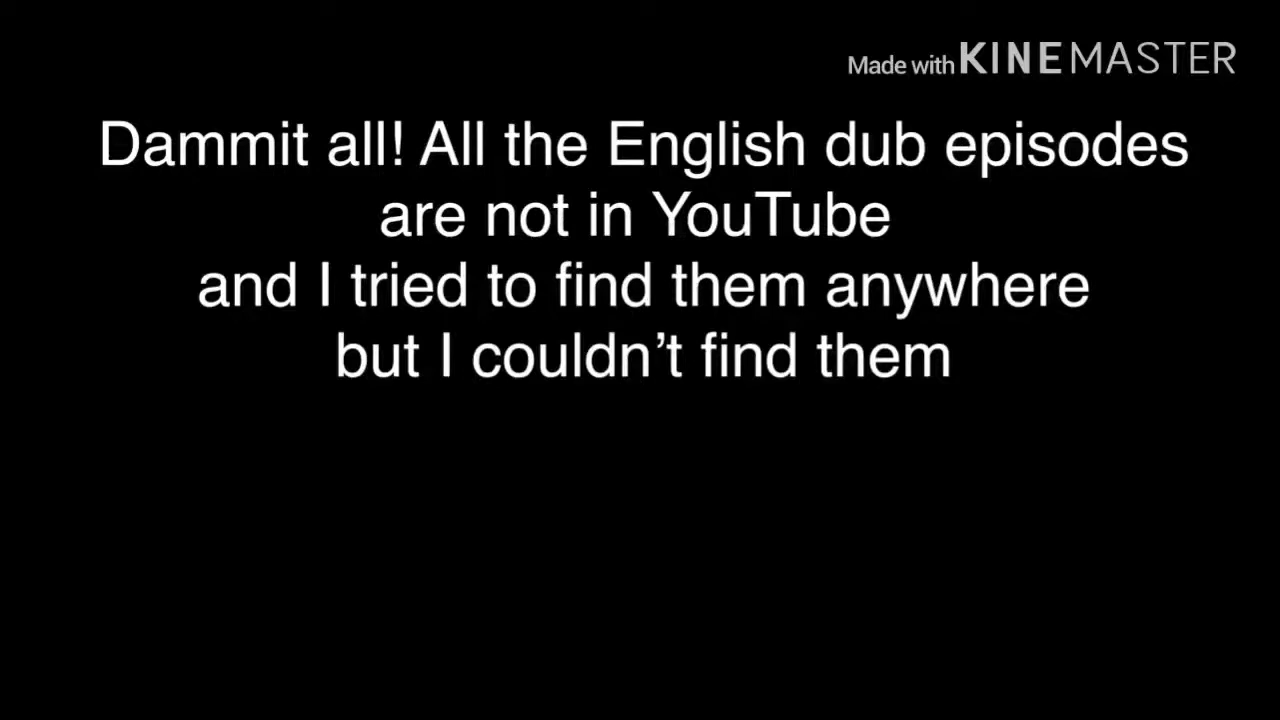 Made with KINEMASTER
Dammit all! All the English dub episodes
are not in YouTube
and I tried to find them anywhere
but I couldn’t find them